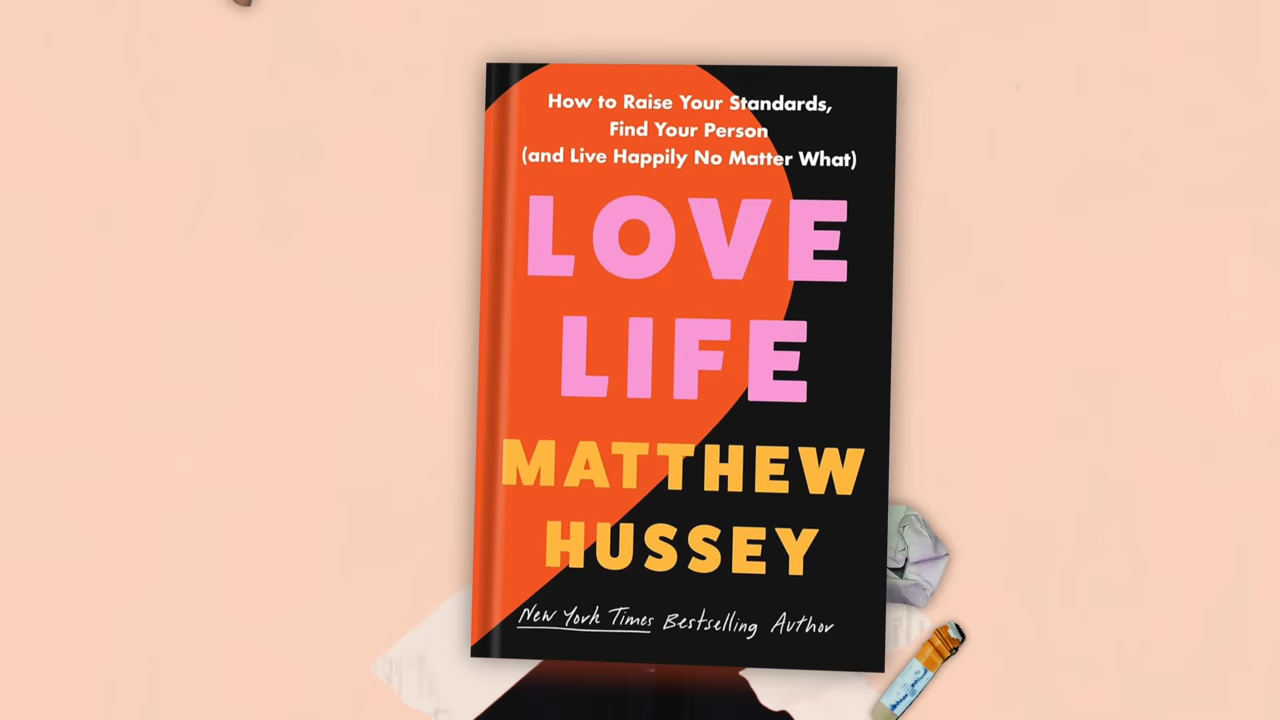 How to Raise Your Standards,
Find Your Person
(and Live Happily No Matter What)
LOVE
LIFE
MATTHEW
HUSSEY
New York Times Bestselling Author